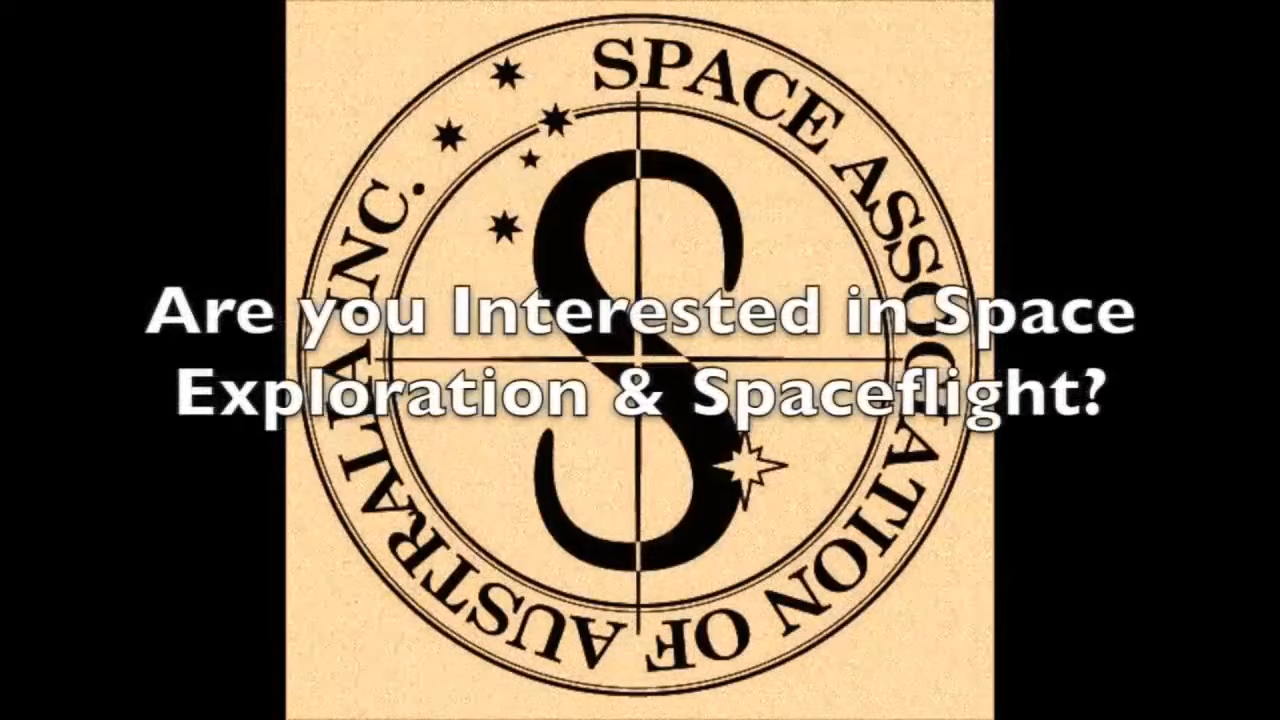 SPACE ASSOCIATION OF AUSTRALIA INC.
S
Are you Interested in Space
Exploration & Spaceflight?